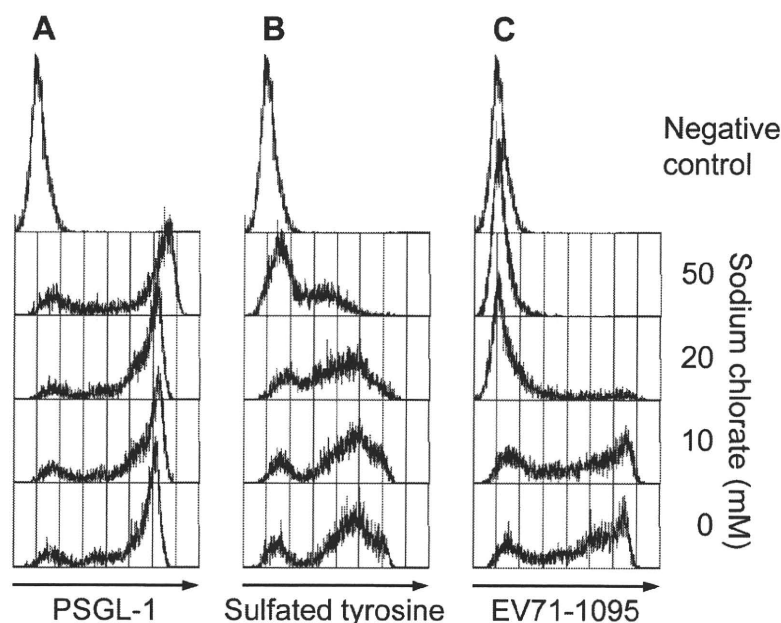 A B C
Negative
control
50
20
10
0
Sodium chlorate (mM)
PSGL-1 Sulfated tyrosine EV71-1095